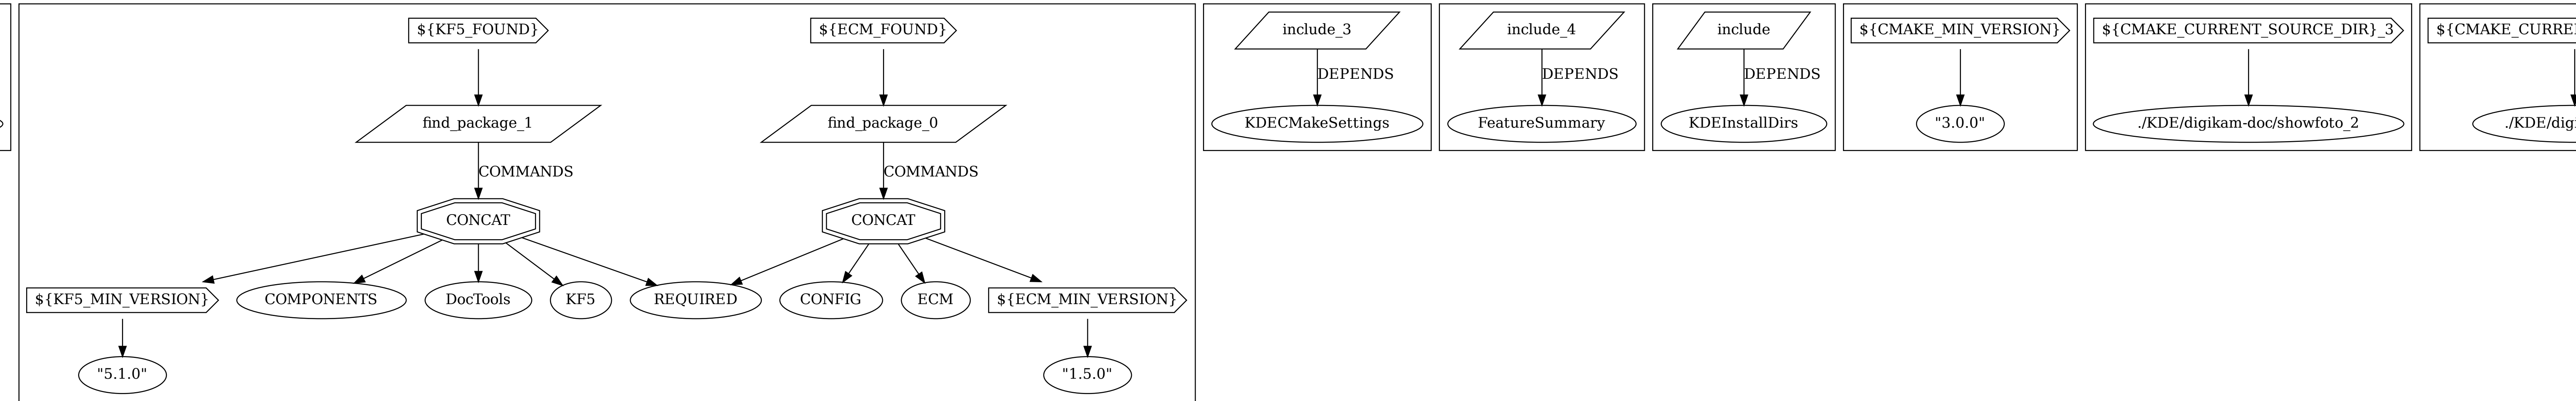 ${KF5_FOUND}
${ECM_FOUND}
include_3
include_4
include
${CMAKE_MIN_VERSION}
${CMAKE_CURRENT_SOURCE_DIR}_3
DEPENDS
DEPENDS
DEPENDS
find_package_1
find_package_0
KDECMakeSettings
FeatureSummary
KDEInstallDirs
"3.0.0"
./KDE/digikam-doc/showfoto_2
COMMANDS
COMMANDS
CONCAT
CONCAT
${KF5_MIN_VERSION}
COMPONENTS
DocTools
KF5
REQUIRED
CONFIG
ECM
${ECM_MIN_VERSION}
"5.1.0"
"1.5.0"